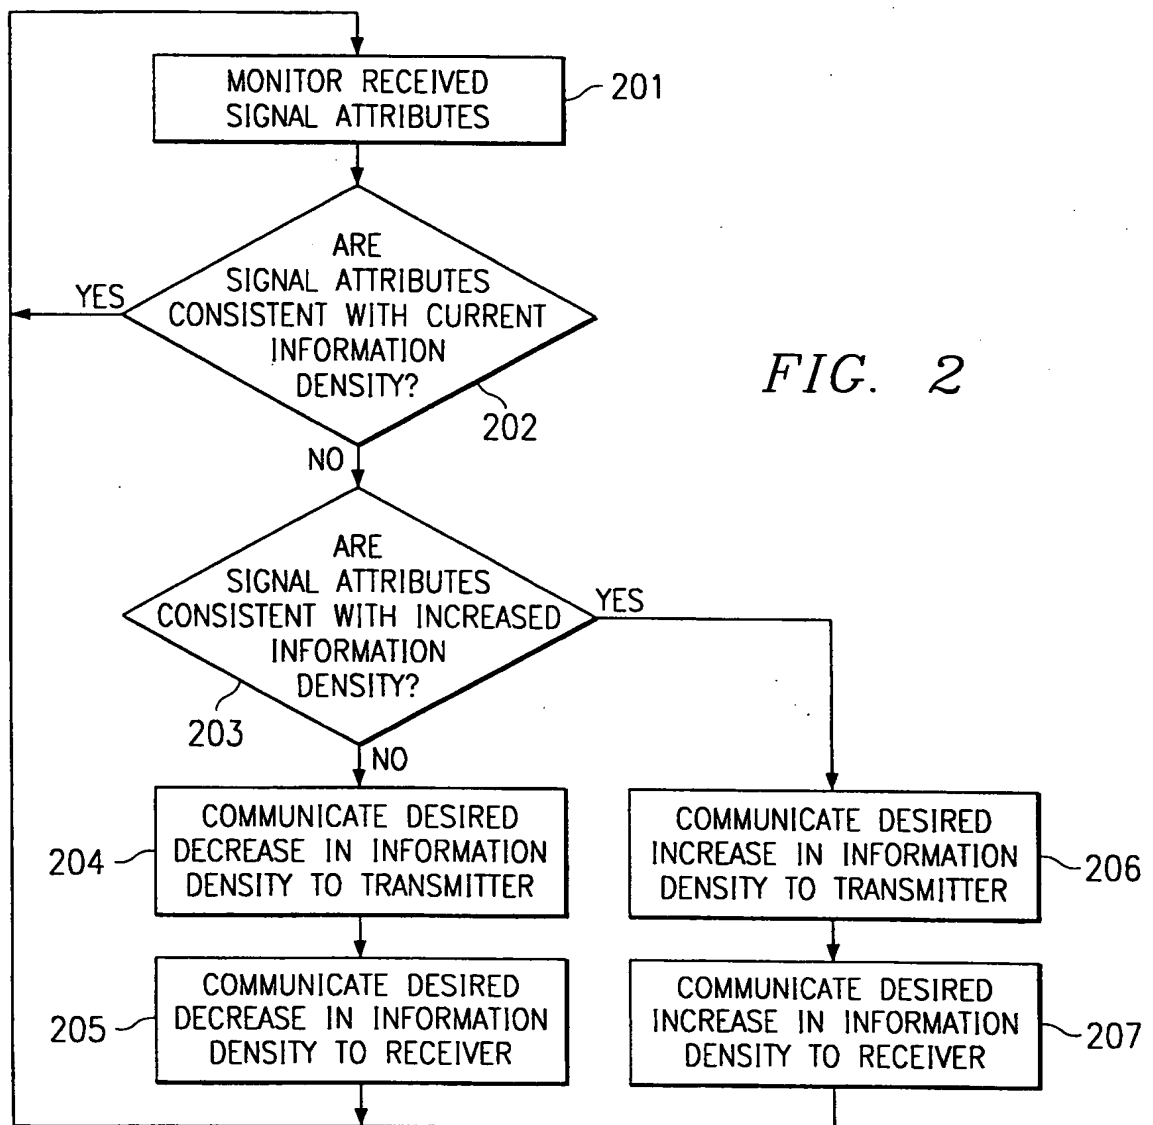 MONITOR RECEIVED
SIGNAL ATTRIBUTES
201
ARE
SIGNAL ATTRIBUTES
CONSISTENT WITH CURRENT
INFORMATION
DENSITY?
YES
202
NO
FIG. 2
ARE
SIGNAL ATTRIBUTES
CONSISTENT WITH INCREASED
INFORMATION
DENSITY?
YES
203
NO
COMMUNICATE DESIRED
DECREASE IN INFORMATION
DENSITY TO TRANSMITTER
204
COMMUNICATE DESIRED
INCREASE IN INFORMATION
DENSITY TO TRANSMITTER
206
COMMUNICATE DESIRED
DECREASE IN INFORMATION
DENSITY TO RECEIVER
205
COMMUNICATE DESIRED
INCREASE IN INFORMATION
DENSITY TO RECEIVER
207